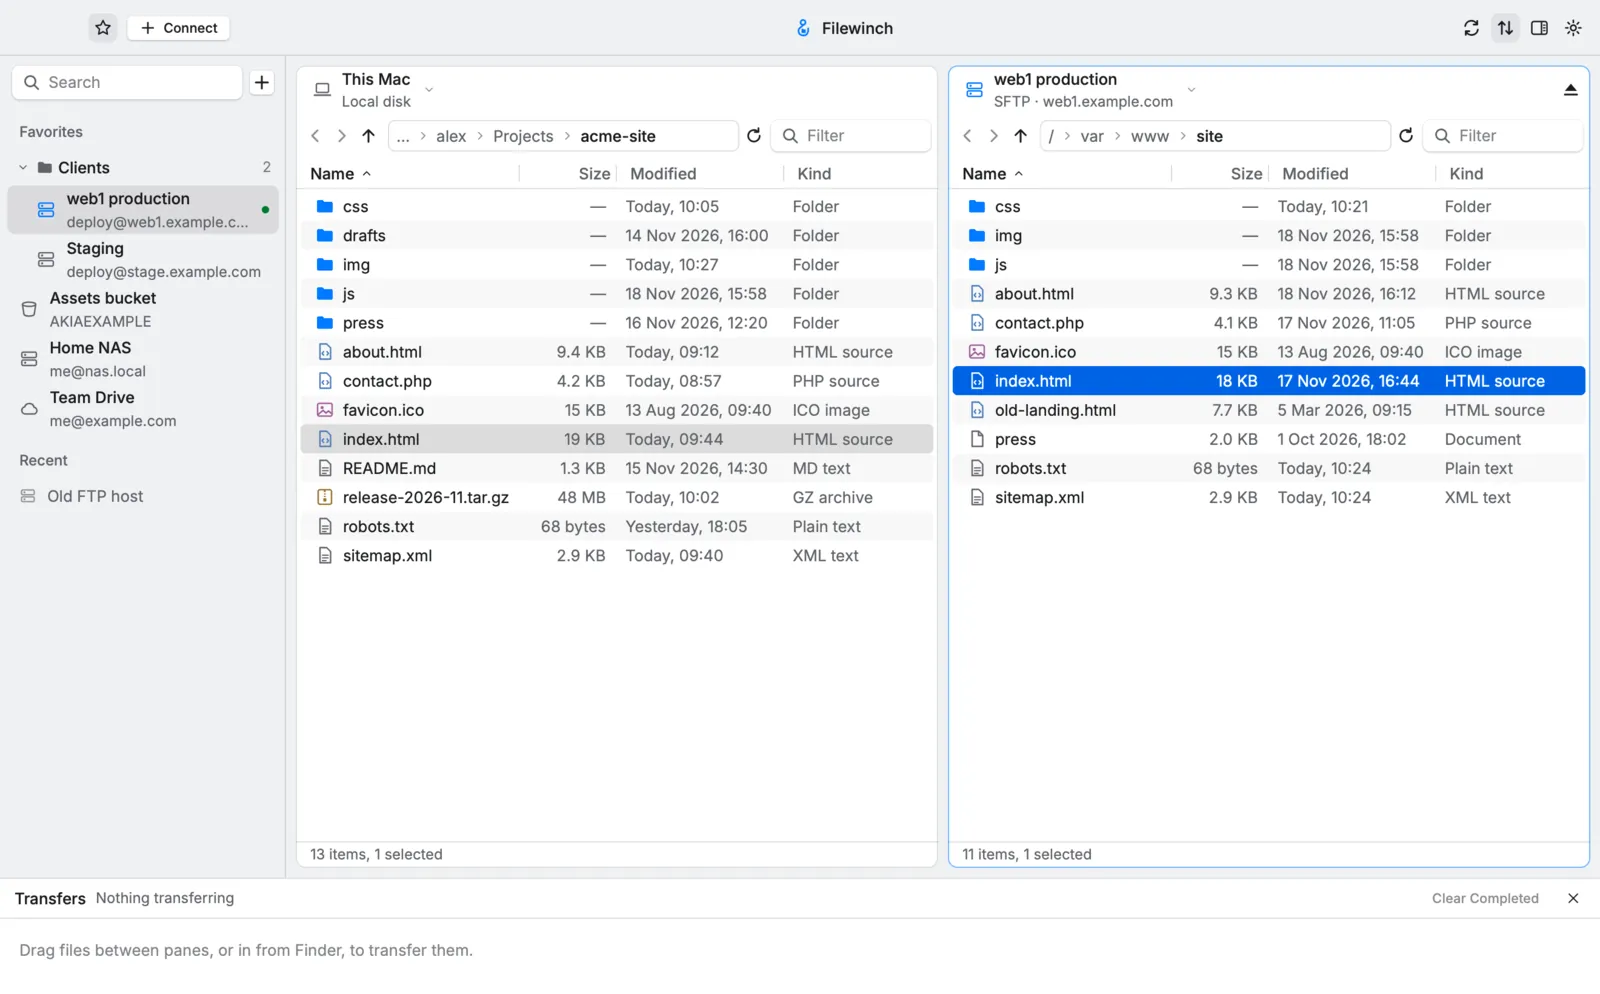 Connect
Filewinch
Search
Favorites
Clients 2
web1 production
deploy@web1.example.c...
Staging
deploy@stage.example.com
Assets bucket
AKIAEXAMPLE
Home NAS
me@nas.local
Team Drive
me@example.com
Recent
Old FTP host
This Mac
Local disk
... alex Projects acme-site
Filter
Name Size Modified Kind
css — Today, 10:05 Folder
drafts — 14 Nov 2026, 16:00 Folder
img — Today, 10:27 Folder
js — 18 Nov 2026, 15:58 Folder
press — 16 Nov 2026, 12:20 Folder
about.html 9.4 KB Today, 09:12 HTML source
contact.php 4.2 KB Today, 08:57 PHP source
favicon.ico 15 KB 13 Aug 2026, 09:40 ICO image
index.html 19 KB Today, 09:44 HTML source
README.md 1.3 KB 15 Nov 2026, 14:30 MD text
release-2026-11.tar.gz 48 MB Today, 10:02 GZ archive
robots.txt 68 bytes Yesterday, 18:05 Plain text
sitemap.xml 2.9 KB Today, 09:40 XML text
13 items, 1 selected
web1 production
SFTP · web1.example.com
/ var www site
Filter
Name Size Modified Kind
css — Today, 10:21 Folder
img — 18 Nov 2026, 15:58 Folder
js — 18 Nov 2026, 15:58 Folder
about.html 9.3 KB 18 Nov 2026, 16:12 HTML source
contact.php 4.1 KB 17 Nov 2026, 11:05 PHP source
favicon.ico 15 KB 13 Aug 2026, 09:40 ICO image
index.html 18 KB 17 Nov 2026, 16:44 HTML source
old-landing.html 7.7 KB 5 Mar 2026, 09:15 HTML source
press 2.0 KB 1 Oct 2026, 18:02 Document
robots.txt 68 bytes Today, 10:24 Plain text
sitemap.xml 2.9 KB Today, 10:24 XML text
11 items, 1 selected
Transfers Nothing transferring
Clear Completed
Drag files between panes, or in from Finder, to transfer them.